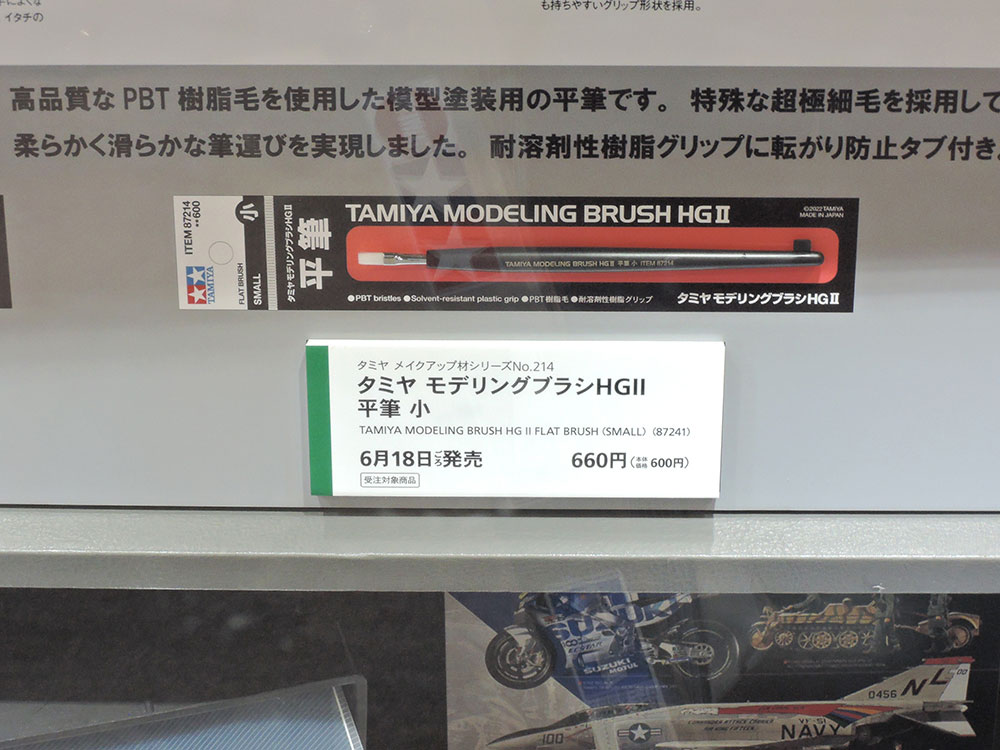 イタチの
も持ちやすいグリップ形状を採用。
高品質な PBT 樹脂毛を使用した模型塗装用の平筆です。 特殊な超極細毛を採用して
柔らかく滑らかな筆運びを実現しました。 耐溶剤性樹脂グリップに転がり防止タブ付き
ITEM 87214
**600
小
TAMIYA
FLAT BRUSH
SMALL
タミヤ モデリングブラシHGⅡ
平筆
TAMIYA MODELING BRUSH HGⅡ
©2022 TAMIYA
MADE IN JAPAN
TAMIYA MODELING BRUSH HGⅡ 平筆 小 ITEM 87214
●PBT bristles ●Solvent-resistant plastic grip ●PBT 樹脂毛 ●耐溶剤性樹脂グリップ
タミヤ モデリングブラシHGⅡ
タミヤ メイクアップ材シリーズNo.214
タミヤ モデリングブラシHGII
平筆 小
TAMIYA MODELING BRUSH HG II FLAT BRUSH (SMALL) (87241)
6月18日ごろ発売
660円(本体価格 600円)
受注対象商品
SUZUKI
SUZUKI
MOTUL
0456
NL
00
NAVY
100